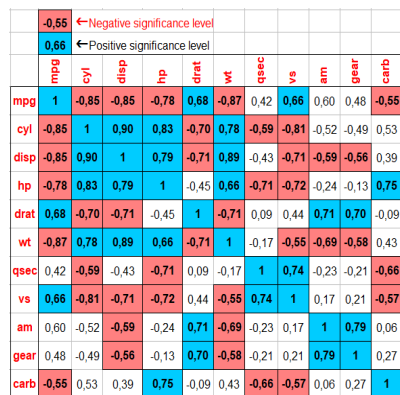 -0,55 ←Negative significance level
0,66 ←Positive significance level
mpg cyl disp hp drat wt qsec vs am gear carb
mpg 1 -0,85 -0,85 -0,78 0,68 -0,87 0,42 0,66 0,60 0,48 -0,55
cyl -0,85 1 0,90 0,83 -0,70 0,78 -0,59 -0,81 -0,52 -0,49 0,53
disp -0,85 0,90 1 0,79 -0,71 0,89 -0,43 -0,71 -0,59 -0,56 0,39
hp -0,78 0,83 0,79 1 -0,45 0,66 -0,71 -0,72 -0,24 -0,13 0,75
drat 0,68 -0,70 -0,71 -0,45 1 -0,71 0,09 0,44 0,71 0,70 -0,09
wt -0,87 0,78 0,89 0,66 -0,71 1 -0,17 -0,55 -0,69 -0,58 0,43
qsec 0,42 -0,59 -0,43 -0,71 0,09 -0,17 1 0,74 -0,23 -0,21 -0,66
vs 0,66 -0,81 -0,71 -0,72 0,44 -0,55 0,74 1 0,17 0,21 -0,57
am 0,60 -0,52 -0,59 -0,24 0,71 -0,69 -0,23 0,17 1 0,79 0,06
gear 0,48 -0,49 -0,56 -0,13 0,70 -0,58 -0,21 0,21 0,79 1 0,27
carb -0,55 0,53 0,39 0,75 -0,09 0,43 -0,66 -0,57 0,06 0,27 1